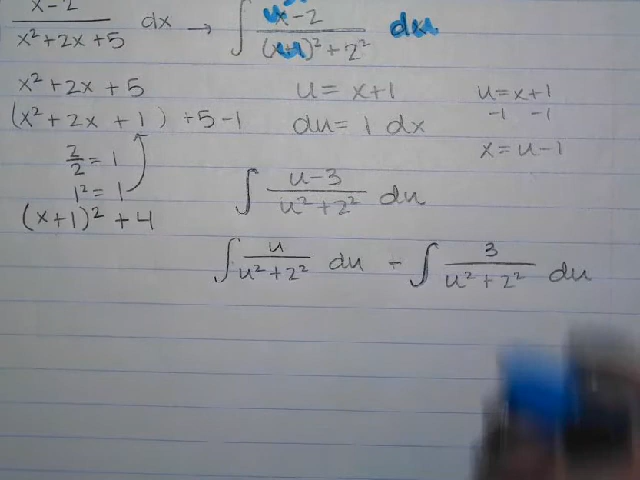 x-2 / x²+2x+5 dx → ∫ x-2 / (u)²+2² du
x²+2x+5
(x²+2x+1)+5-1
2/2=1
1²=1
(x+1)²+4
u=x+1
du=1 dx
u=x+1
-1 -1
x=u-1
∫ u-3 / u²+2² du
∫ u / u²+2² du - ∫ 3 / u²+2² du